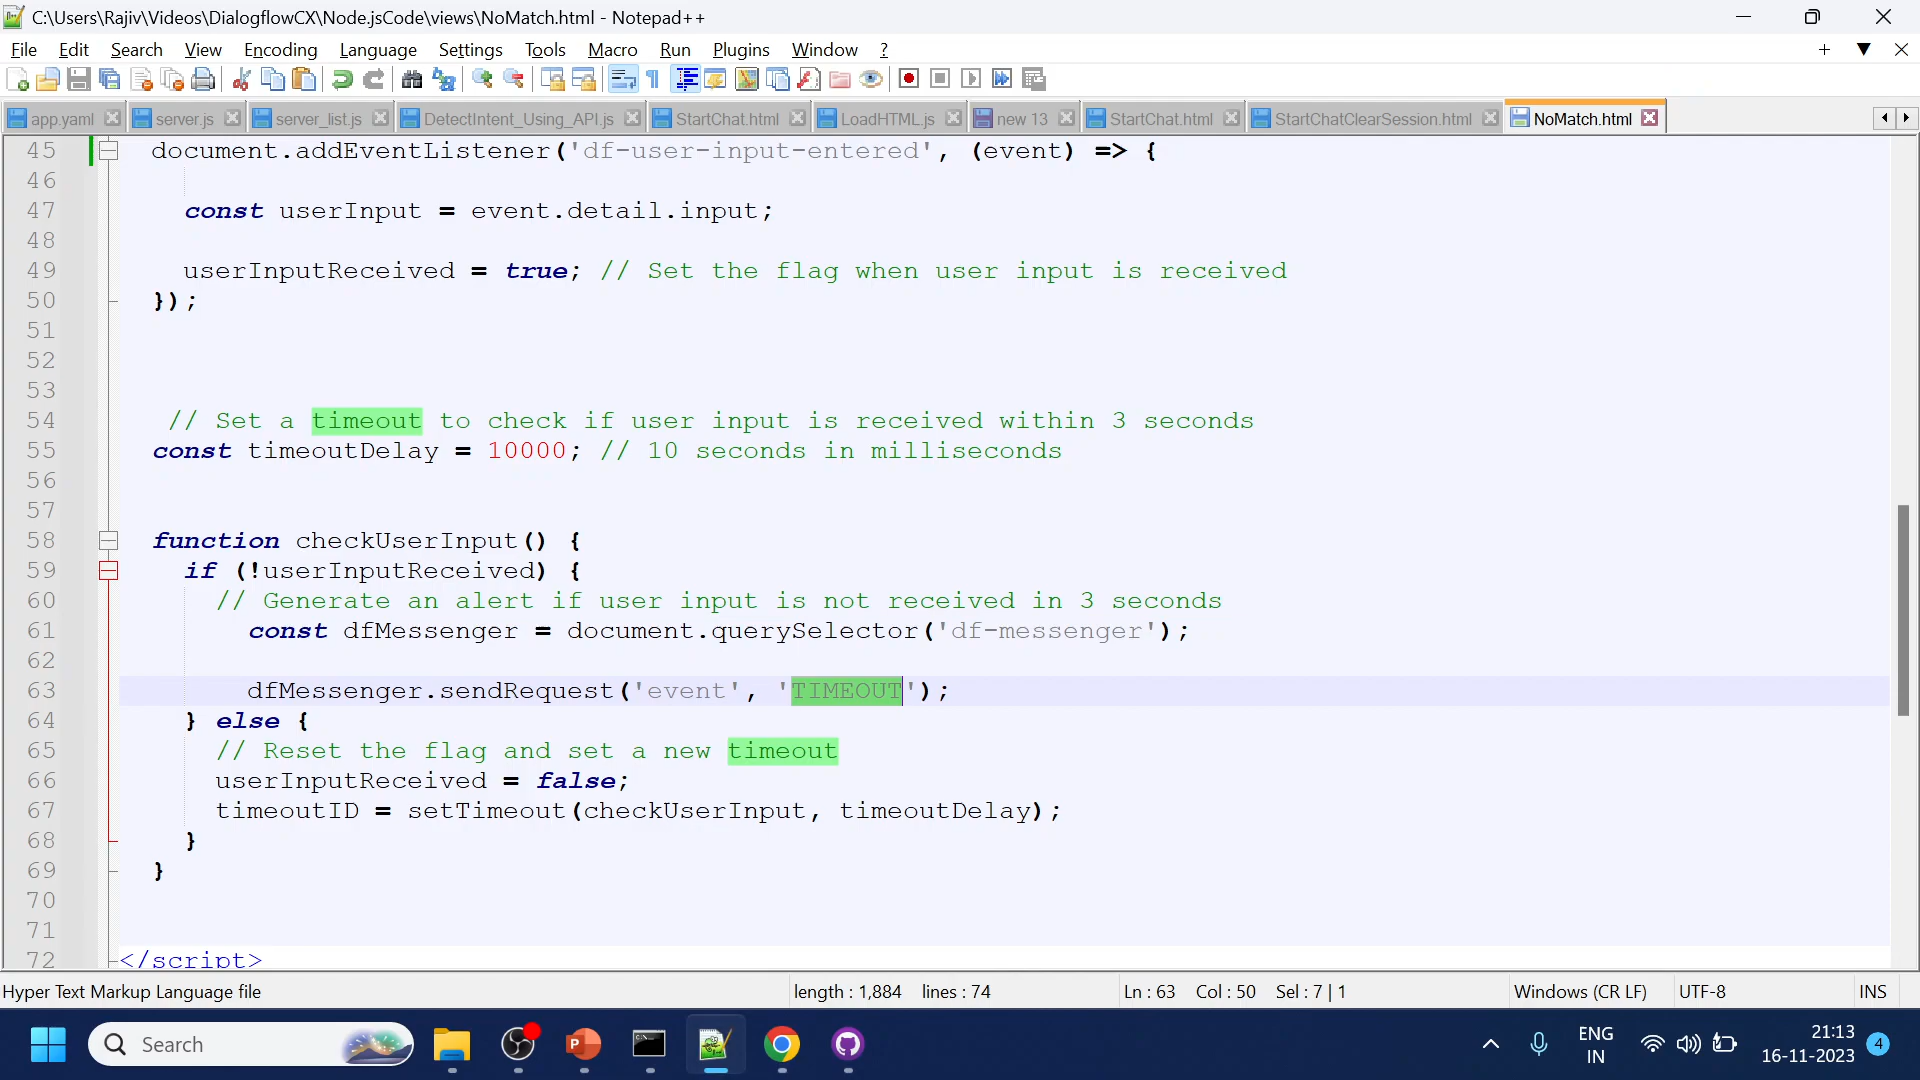 C:\Users\Rajiv\Videos\DialogflowCX\Node.jsCode\views\NoMatch.html - Notepad++
File Edit Search View Encoding Language Settings Tools Macro Run Plugins Window ?
app.yaml server.js server_list.js DetectIntent_Using_API.js StartChat.html LoadHTML.js new 13 StartChat.html StartChatClearSession.html NoMatch.html
45 document.addEventListener('df-user-input-entered', (event) => {
46
47 const userInput = event.detail.input;
48
49 userInputReceived = true; // Set the flag when user input is received
50 });
51
52
53
54 // Set a timeout to check if user input is received within 3 seconds
55 const timeoutDelay = 10000; // 10 seconds in milliseconds
56
57
58 function checkUserInput() {
59 if (!userInputReceived) {
60 // Generate an alert if user input is not received in 3 seconds
61 const dfMessenger = document.querySelector('df-messenger');
62
63 dfMessenger.sendRequest('event', 'TIMEOUT');
64 } else {
65 // Reset the flag and set a new timeout
66 userInputReceived = false;
67 timeoutID = setTimeout(checkUserInput, timeoutDelay);
68 }
69 }
70
71
72 </script>
Hyper Text Markup Language file length : 1,884 lines : 74 Ln : 63 Col : 50 Sel : 7 | 1 Windows (CR LF) UTF-8 INS
Search
ENG
IN
21:13
16-11-2023
4